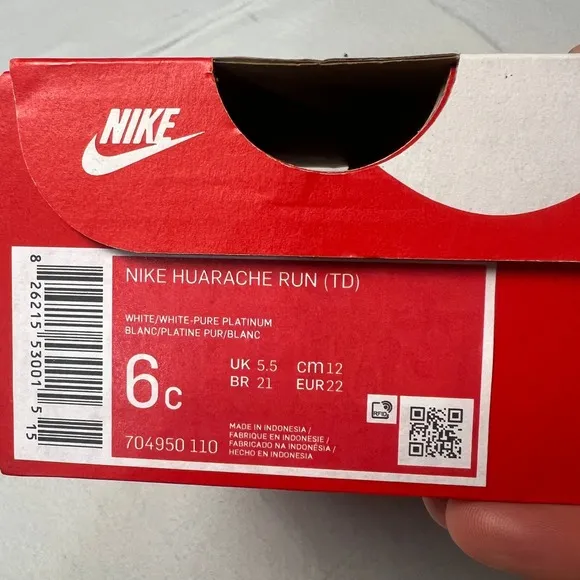 NIKE
NIKE HUARACHE RUN (TD)
WHITE/WHITE-PURE PLATINUM
BLANC/PLATINE PUR/BLANC
6c
UK 5.5 cm 12
BR 21 EUR 22
RFID
704950 110
MADE IN INDONESIA /
FABRIQUE EN INDONESIE /
FABRICADO NA INDONÉSIA /
HECHO EN INDONESIA
8 26215 53001 5 15